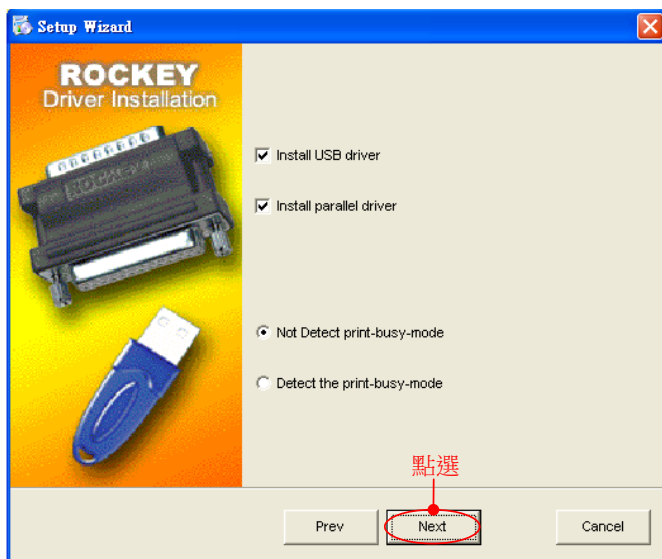 Setup Wizard
ROCKEY
Driver Installation
ROCKEY
Install USB driver
Install parallel driver
Not Detect print-busy-mode
Detect the print-busy-mode
點選
Prev
Next
Cancel